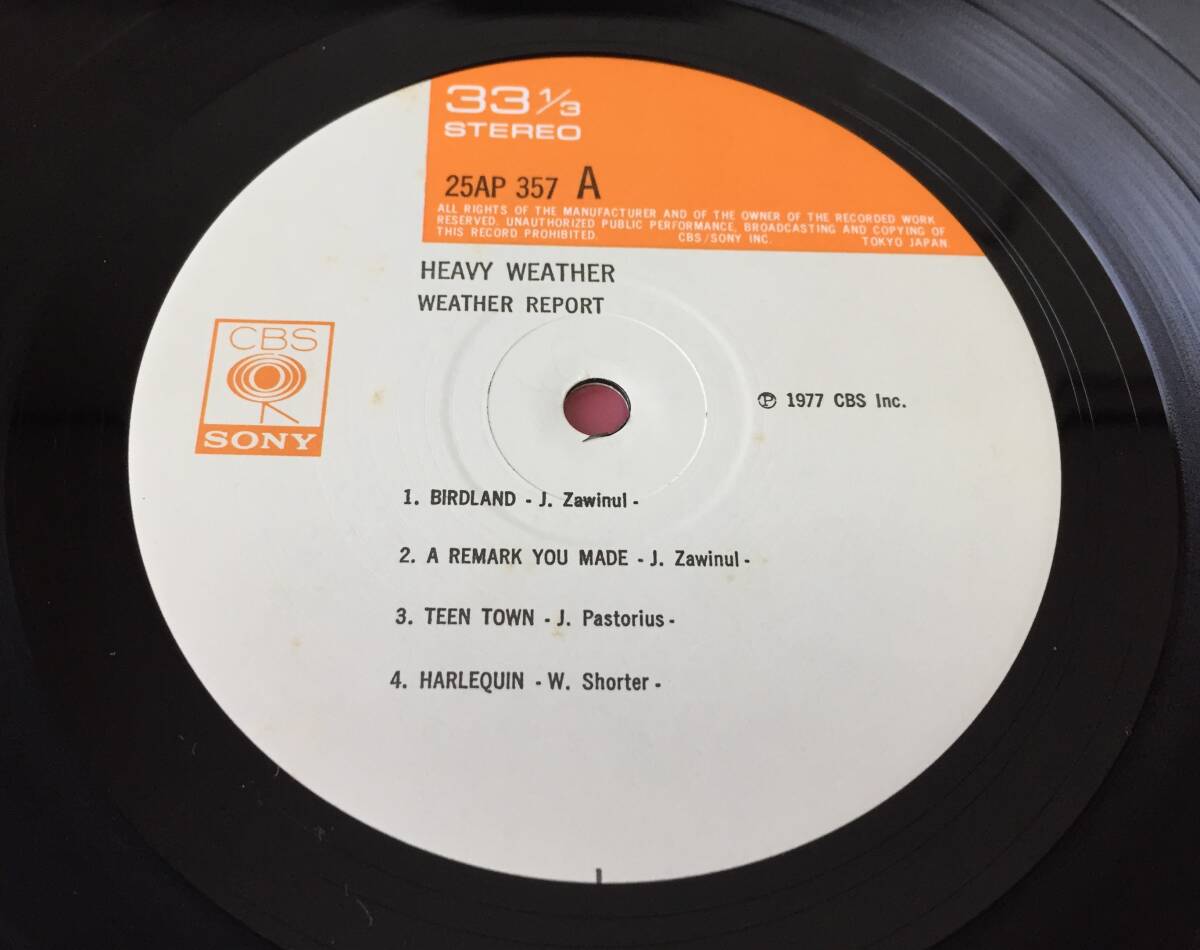 33 1/3
STEREO
25AP 357 A
ALL RIGHTS OF THE MANUFACTURER AND OF THE OWNER OF THE RECORDED WORK
RESERVED. UNAUTHORIZED PUBLIC PERFORMANCE, BROADCASTING AND COPYING OF
THIS RECORD PROHIBITED. CBS/SONY INC. TOKYO JAPAN
HEAVY WEATHER
WEATHER REPORT
CBS
SONY
Ⓟ 1977 CBS Inc.
1. BIRDLAND - J. Zawinul -
2. A REMARK YOU MADE - J. Zawinul -
3. TEEN TOWN - J. Pastorius -
4. HARLEQUIN - W. Shorter -